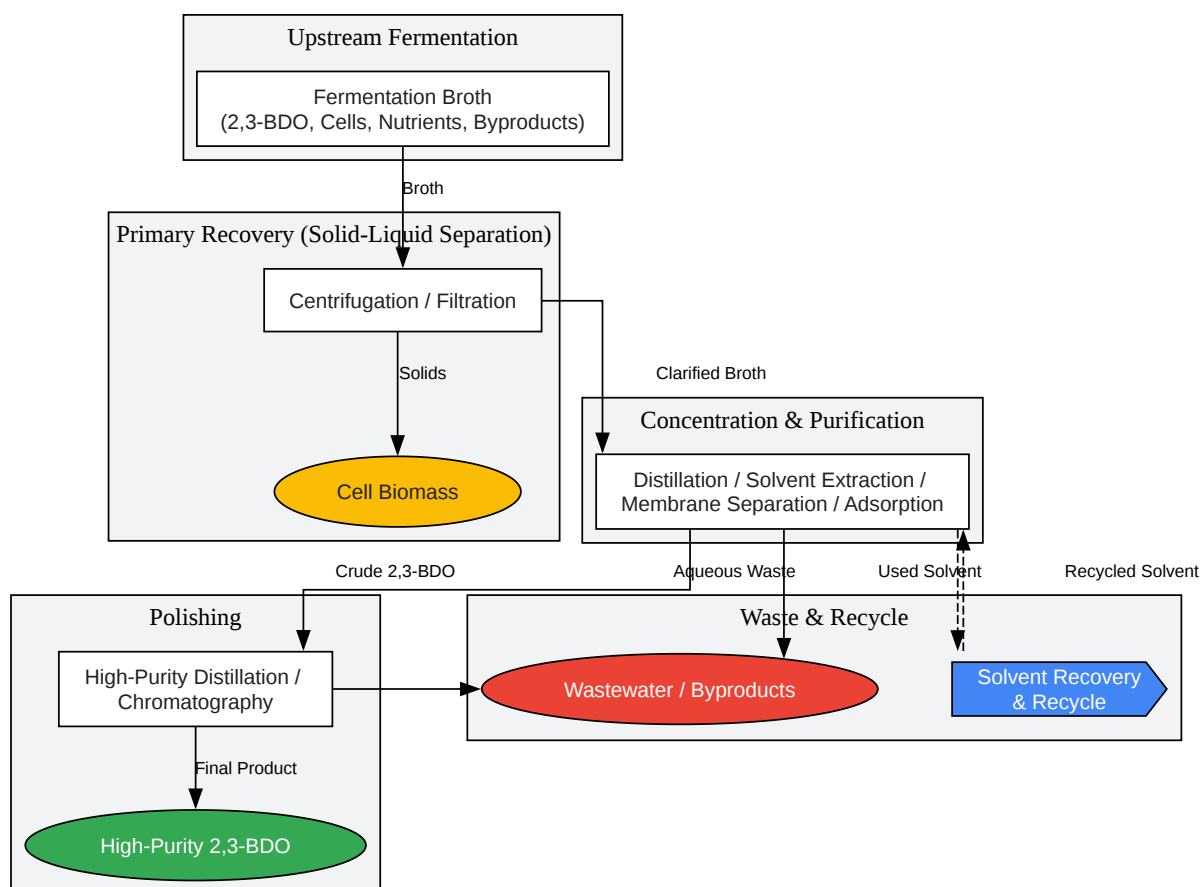 Upstream Fermentation
Fermentation Broth
(2,3-BDO, Cells, Nutrients, Byproducts)
Broth
Primary Recovery (Solid-Liquid Separation)
Centrifugation / Filtration
Solids
Clarified Broth
Concentration & Purification
Cell Biomass
Distillation / Solvent Extraction /
Membrane Separation / Adsorption
Crude 2,3-BDO
Aqueous Waste
Used Solvent
Recycled Solvent
Polishing
Waste & Recycle
High-Purity Distillation /
Chromatography
Wastewater / Byproducts
Solvent Recovery
& Recycle
Final Product
High-Purity 2,3-BDO